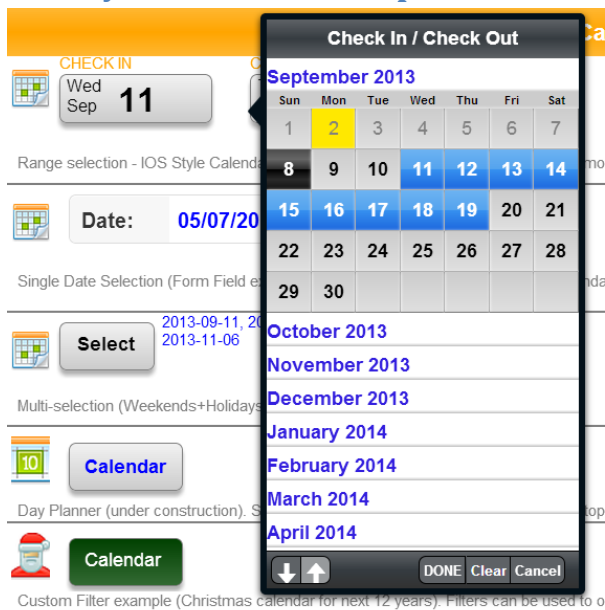 Check In / Check Out
Ca
CHECK IN
Wed
Sep 11
September 2013
Sun Mon Tue Wed Thu Fri Sat
1 2 3 4 5 6 7
8 9 10 11 12 13 14
15 16 17 18 19 20 21
22 23 24 25 26 27 28
29 30
Range selection - IOS Style Calenda
mo
Date: 05/07/20
Single Date Selection (Form Field e
nda
Select
2013-09-11, 20
2013-11-06
Multi-selection (Weekends+Holidays
10
Calendar
Day Planner (under construction). S
top
Calendar
Custom Filter example (Christmas calendar for next 12 years). Filters can be used to o
October 2013
November 2013
December 2013
January 2014
February 2014
March 2014
April 2014
DONE Clear Cancel